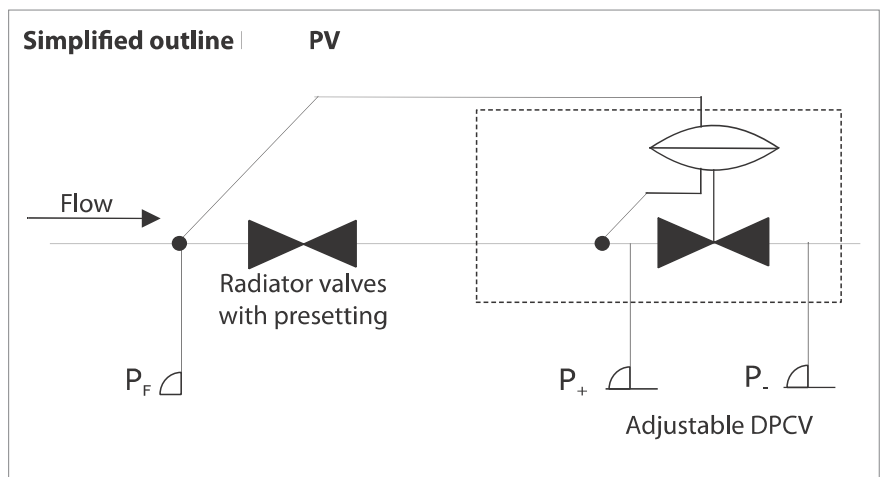 Simplified outline PV
Flow
Radiator valves
with presetting
PF
P+
P-
Adjustable DPCV